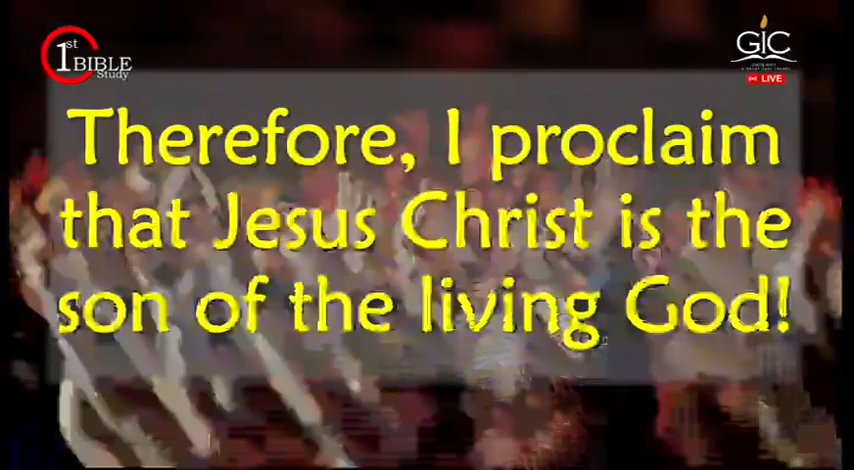 1st
BIBLE
Study
GIC
LIVE
Therefore, I proclaim
that Jesus Christ is the
son of the living God!